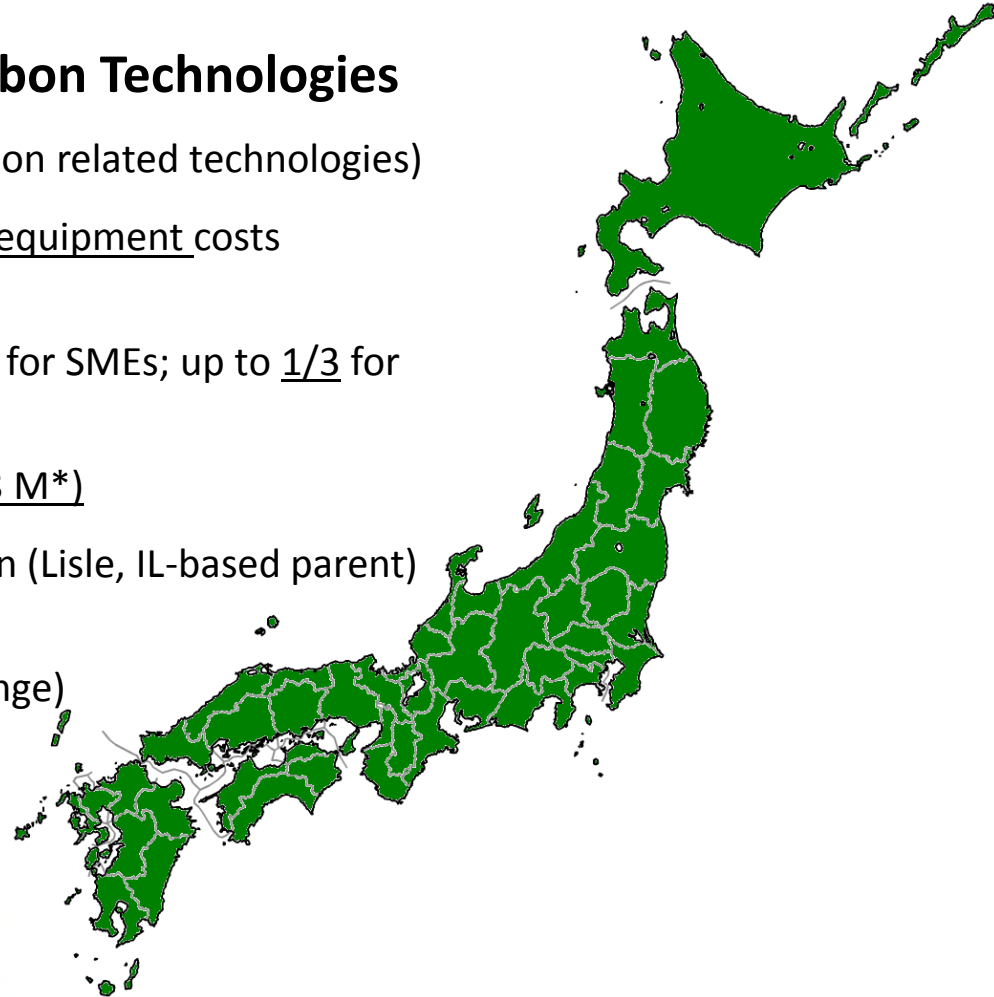 bon Technologies
on related technologies)
equipment costs
for SMEs; up to 1/3 for
M*)
n (Lisle, IL-based parent)
nge)